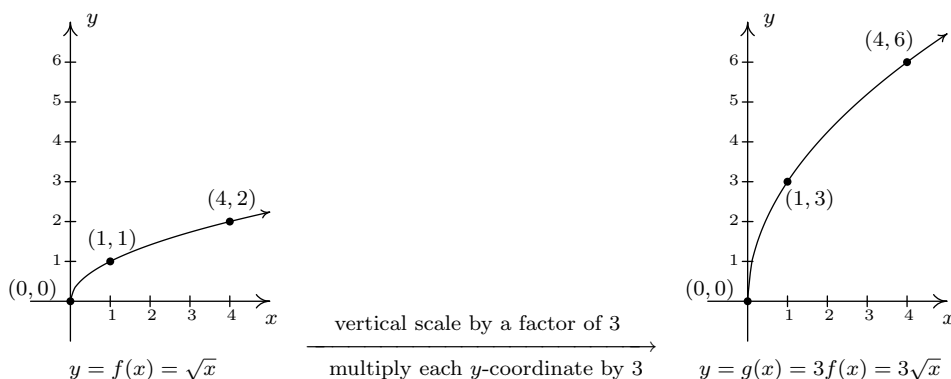 y
6
5
4
3
2
1
(4, 2)
(1, 1)
(0, 0)
1 2 3 4
x
y = f(x) = √x
vertical scale by a factor of 3
multiply each y-coordinate by 3
y
(4, 6)
6
5
4
3
2
1
(1, 3)
(0, 0)
1 2 3 4
x
y = g(x) = 3f(x) = 3√x